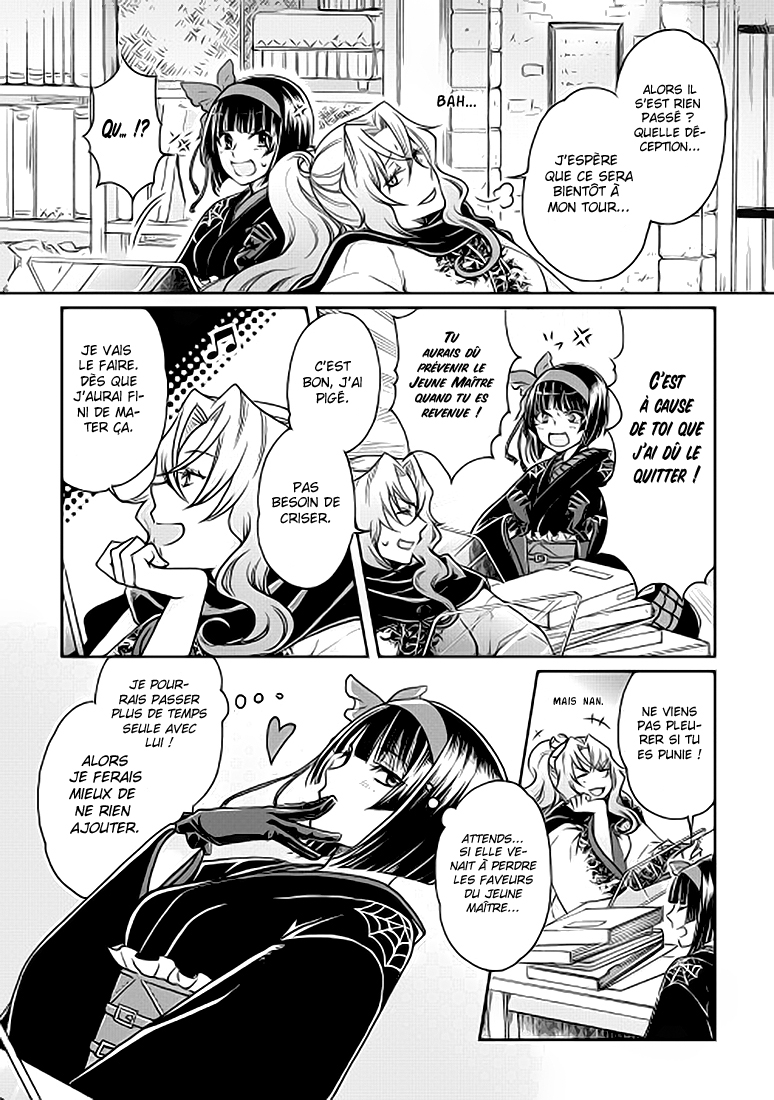 ALORS IL
S'EST RIEN
PASSÉ ?
QUELLE DÉ-
CEPTION...
J'ESPÈRE
QUE CE SERA
BIENTÔT À
MON TOUR...
BAH...
QU... !?
C'EST
À CAUSE
DE TOI QUE
J'AI DÛ LE
QUITTER !
TU
AURAIS DÛ
PRÉVENIR LE
JEUNE MAÎTRE
QUAND TU ES
REVENUE !
C'EST
BON, J'AI
PIGÉ.
PAS
BESOIN DE
CRISER.
JE VAIS
LE FAIRE.
DÈS QUE
J'AURAI FI-
NI DE MA-
TER ÇA.
NE VIENS
PAS PLEU-
RER SI TU
ES PUNIE !
MAIS NAN.
ATTENDS...
SI ELLE VE-
NAIT À PERDRE
LES FAVEURS
DU JEUNE
MAÎTRE...
JE POUR-
RAIS PASSER
PLUS DE TEMPS
SEULE AVEC
LUI !
ALORS
JE FERAIS
MIEUX DE
NE RIEN
AJOUTER.